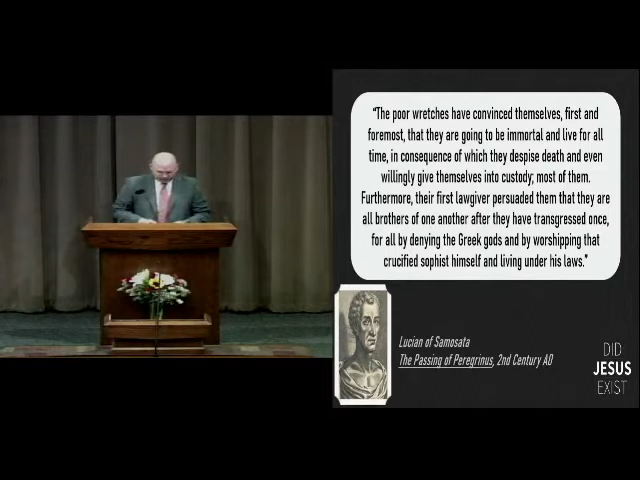 “The poor wretches have convinced themselves, first and
foremost, that they are going to be immortal and live for all
time, in consequence of which they despise death and even
willingly give themselves into custody; most of them.
Furthermore, their first lawgiver persuaded them that they are
all brothers of one another after they have transgressed once,
for all by denying the Greek gods and by worshipping that
crucified sophist himself and living under his laws.”
Lucian of Samosata
The Passing of Peregrinus, 2nd Century AD
DID
JESUS
EXIST